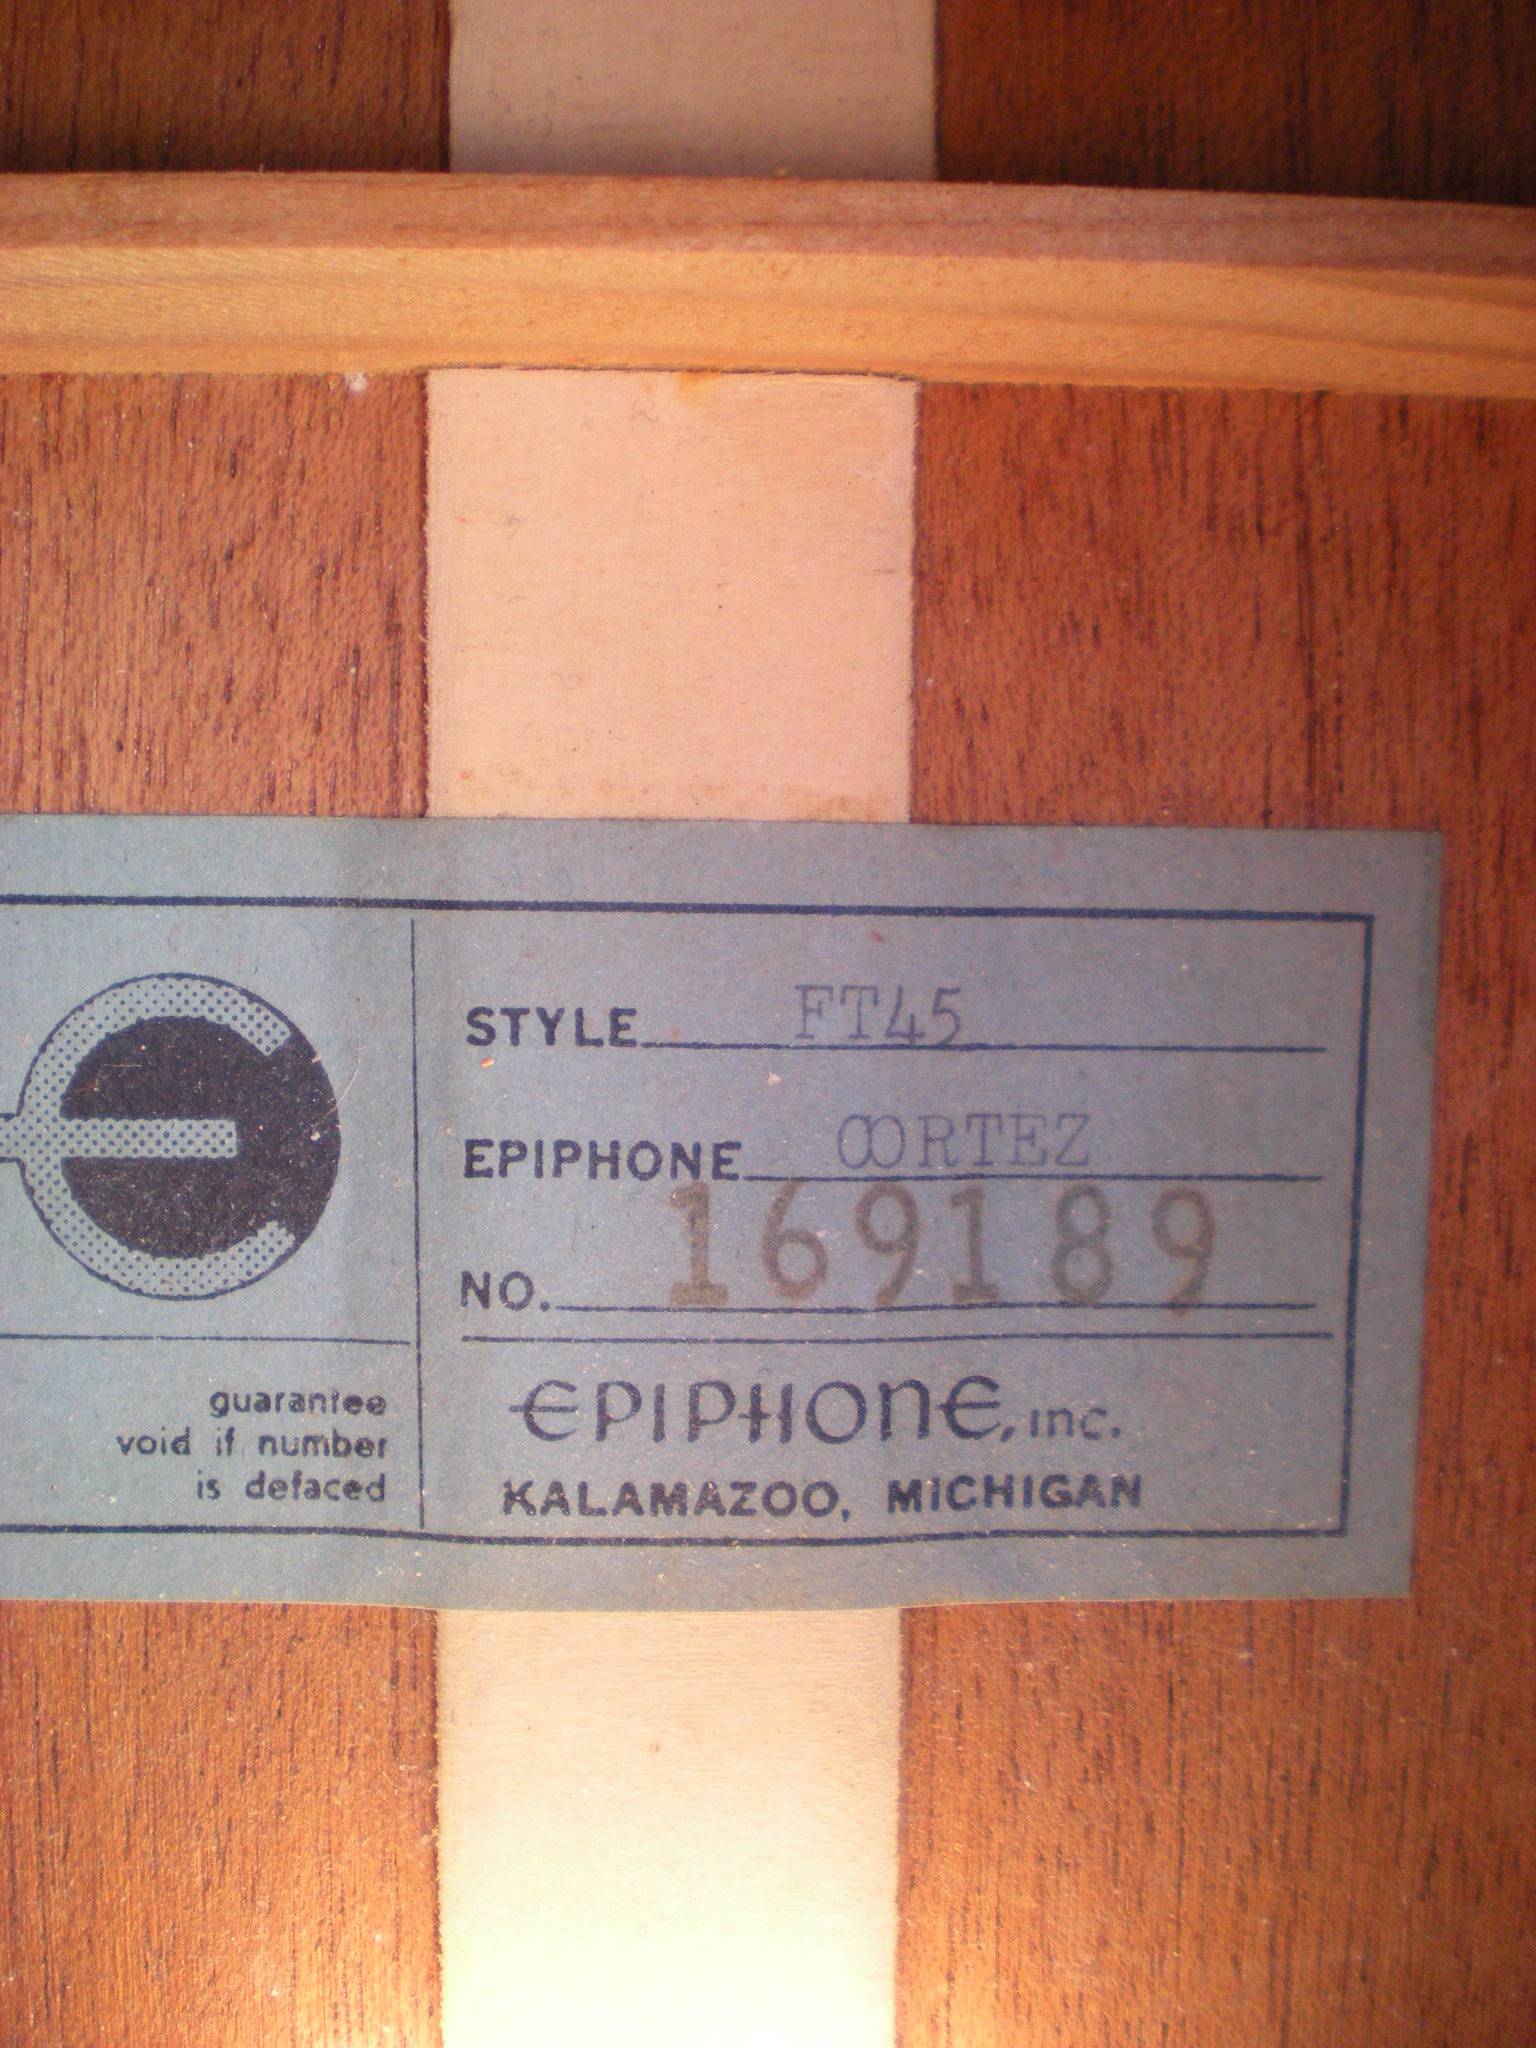 STYLE FT45
EPIPHONE CORTEZ
NO. 169189
guarantee
void if number
is defaced
EPIPHONE, inc.
KALAMAZOO, MICHIGAN